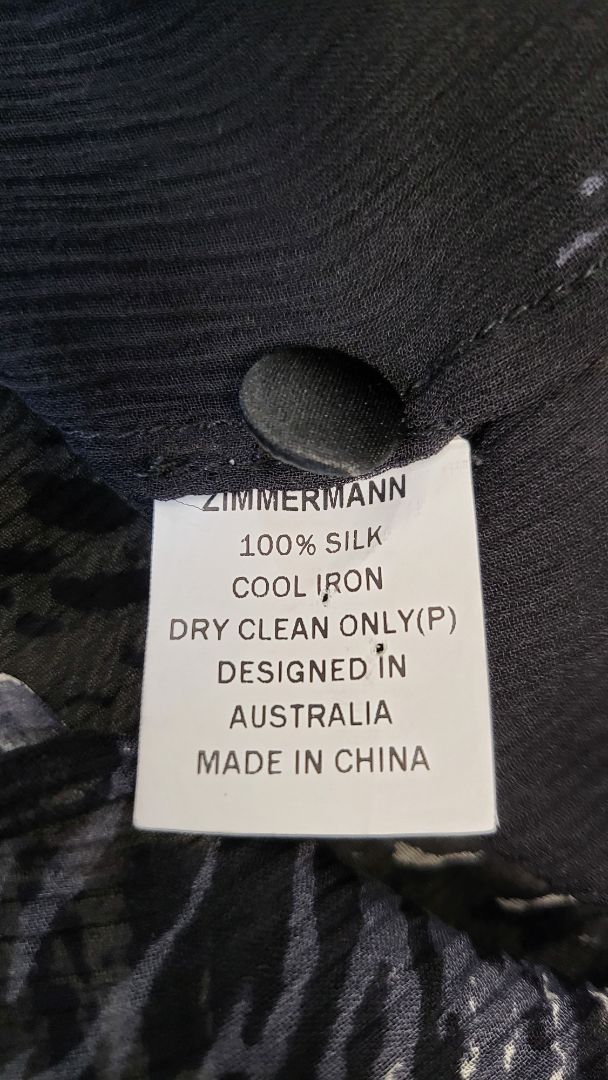 ZIMMERMANN
100% SILK
COOL IRON
DRY CLEAN ONLY(P)
DESIGNED IN
AUSTRALIA
MADE IN CHINA